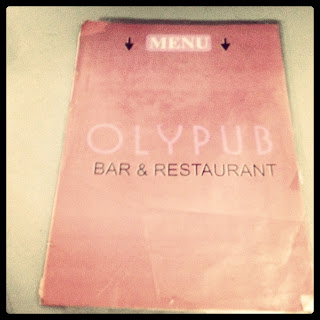 ↓ MENU ↓
OLYPUB
BAR & RESTAURANT